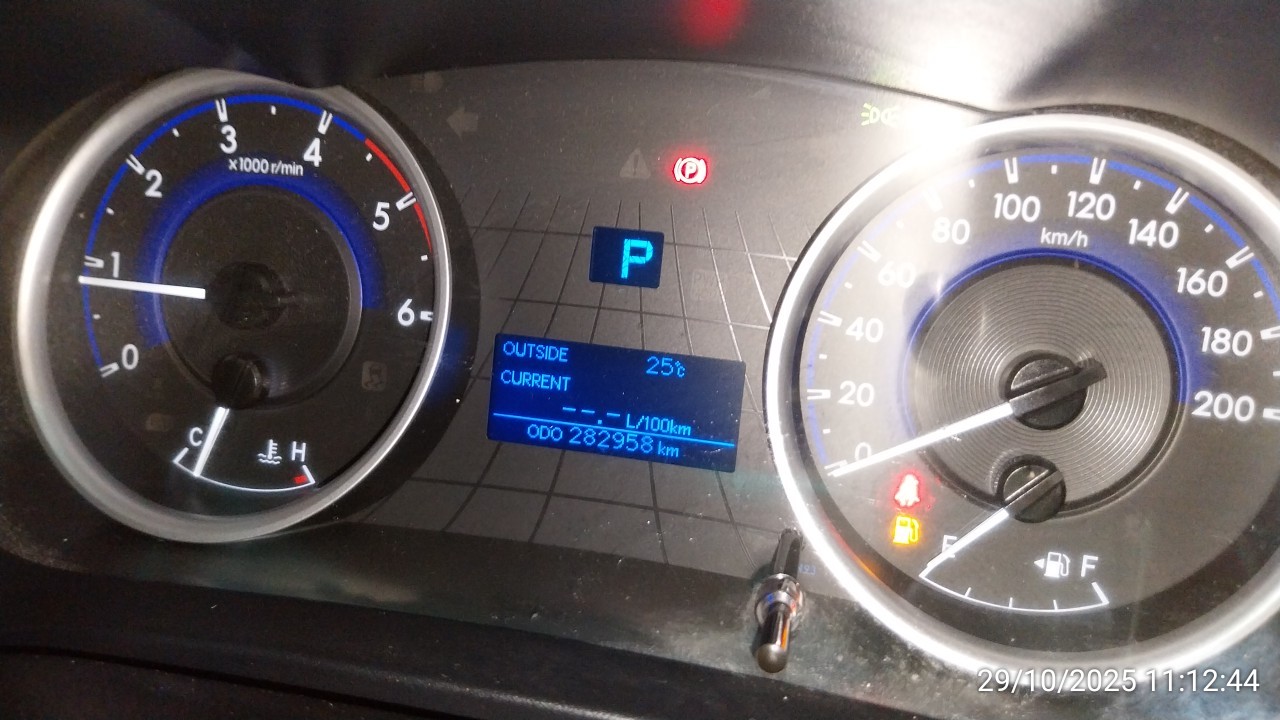 0
1
2
3
4
5
6
x1000 r/min
C
H
P
P
OUTSIDE 25℃
CURRENT
--.- L/100km
ODO 282958 km
0
20
40
60
80
100
120
140
160
180
200
km/h
E
F
29/10/2025 11:12:44